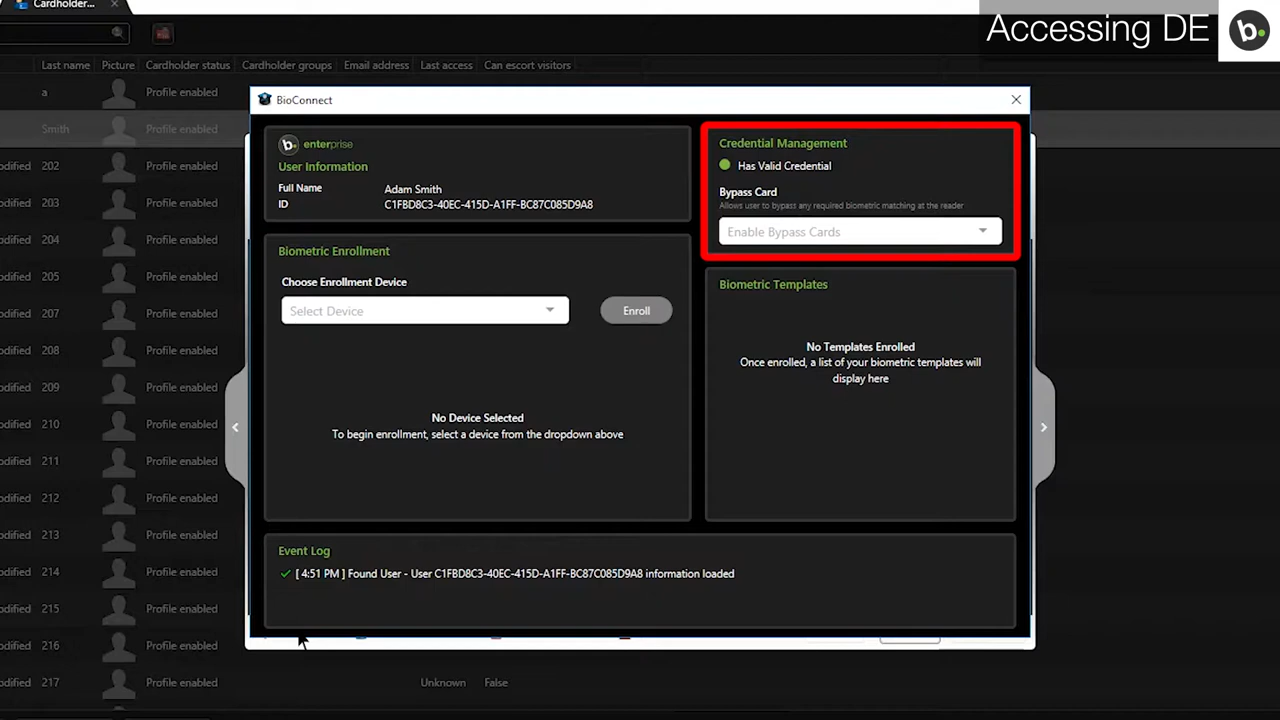 Cardholder...
Accessing DE
b.
Last name Picture Cardholder status Cardholder groups Email address Last access Can escort visitors
a Profile enabled
Smith Profile enabled
odified 202 Profile enabled
odified 203 Profile enabled
odified 204 Profile enabled
odified 205 Profile enabled
odified 207 Profile enabled
odified 208 Profile enabled
odified 209 Profile enabled
odified 210 Profile enabled
odified 211 Profile enabled
odified 212 Profile enabled
odified 213 Profile enabled
odified 214 Profile enabled
odified 215 Profile enabled
odified 216 Profile enabled
odified 217 Profile enabled Unknown False
BioConnect
b. enterprise
User Information
Full Name Adam Smith
ID C1FBD8C3-40EC-415D-A1FF-BC87C085D9A8
Credential Management
Has Valid Credential
Bypass Card
Allows user to bypass any required biometric matching at the reader
Enable Bypass Cards
Biometric Enrollment
Choose Enrollment Device
Select Device Enroll
No Device Selected
To begin enrollment, select a device from the dropdown above
Biometric Templates
No Templates Enrolled
Once enrolled, a list of your biometric templates will
display here
Event Log
[ 4:51 PM ] Found User - User C1FBD8C3-40EC-415D-A1FF-BC87C085D9A8 information loaded